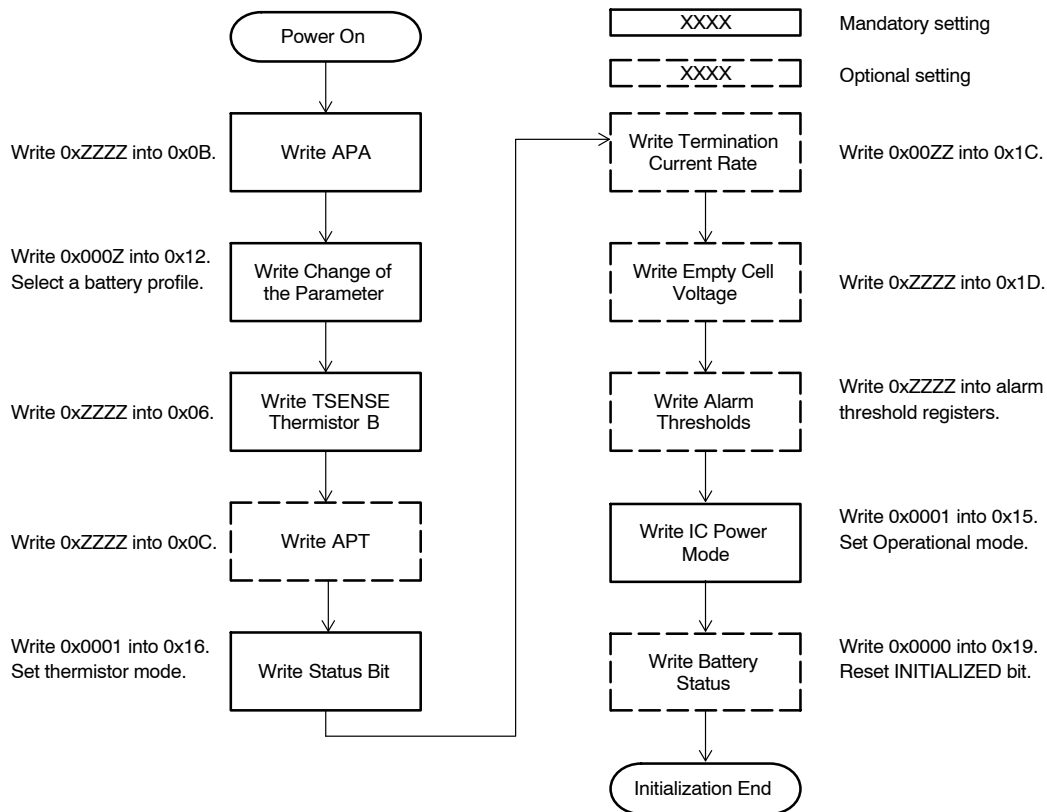 Power On
Write 0xZZZZ into 0x0B.
Write APA
Write 0x000Z into 0x12.
Select a battery profile.
Write Change of
the Parameter
Write 0xZZZZ into 0x06.
Write TSENSE
Thermistor B
Write 0xZZZZ into 0x0C.
Write APT
Write 0x0001 into 0x16.
Set thermistor mode.
Write Status Bit
XXXX
Mandatory setting
XXXX
Optional setting
Write Termination
Current Rate
Write 0x00ZZ into 0x1C.
Write Empty Cell
Voltage
Write 0xZZZZ into 0x1D.
Write Alarm
Thresholds
Write 0xZZZZ into alarm
threshold registers.
Write IC Power
Mode
Write 0x0001 into 0x15.
Set Operational mode.
Write Battery
Status
Write 0x0000 into 0x19.
Reset INITIALIZED bit.
Initialization End